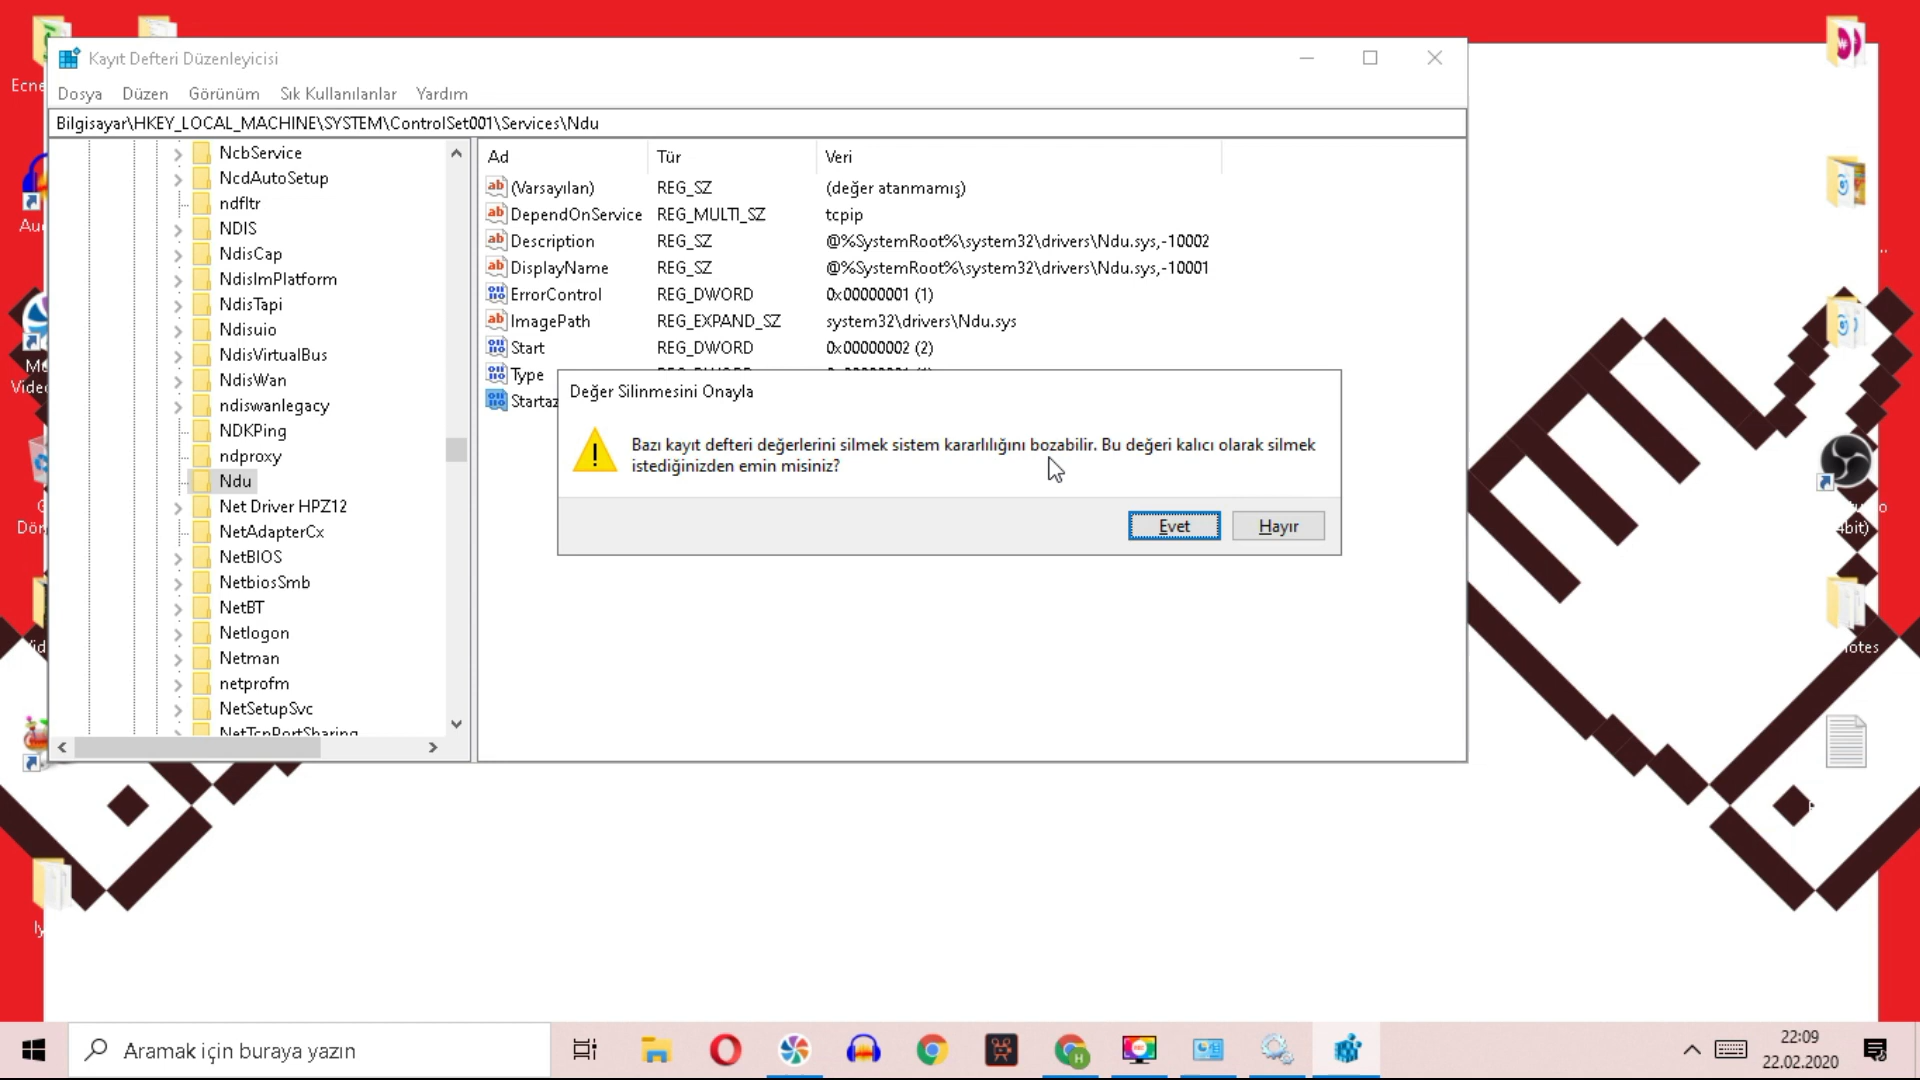 Kayıt Defteri Düzenleyicisi
Dosya Düzen Görünüm Sık Kullanılanlar Yardım
Bilgisayar\HKEY_LOCAL_MACHINE\SYSTEM\ControlSet001\Services\Ndu
NcbService
NcdAutoSetup
ndfltr
NDIS
NdisCap
NdisImPlatform
NdisTapi
Ndisuio
NdisVirtualBus
NdisWan
ndiswanlegacy
NDKPing
ndproxy
Ndu
Net Driver HPZ12
NetAdapterCx
NetBIOS
NetbiosSmb
NetBT
Netlogon
Netman
netprofm
NetSetupSvc
NetTcpPortSharing
Ad Tür Veri
(Varsayılan) REG_SZ (değer atanmamış)
DependOnService REG_MULTI_SZ tcpip
Description REG_SZ @%SystemRoot%\system32\drivers\Ndu.sys,-10002
DisplayName REG_SZ @%SystemRoot%\system32\drivers\Ndu.sys,-10001
ErrorControl REG_DWORD 0x00000001 (1)
ImagePath REG_EXPAND_SZ system32\drivers\Ndu.sys
Start REG_DWORD 0x00000002 (2)
Type
Startaz
Değer Silinmesini Onayla
Bazı kayıt defteri değerlerini silmek sistem kararlılığını bozabilir. Bu değeri kalıcı olarak silmek
istediğinizden emin misiniz?
Evet Hayır
Aramak için buraya yazın
22:09
22.02.2020